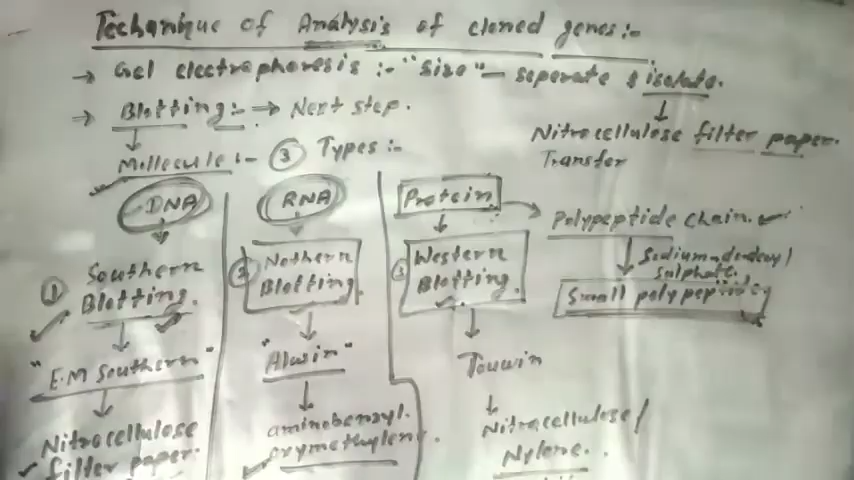 Technique of Analysis of cloned genes:-
→ Gel electrophoresis :- "Size" - seperate & isolate.
→ Blotting :- → Next step.
Nitrocellulose filter paper.
Transfer
Mollecule :- ③ Types :-
DNA
RNA
Protein
Polypeptide chain.
Sodium dodecyl
sulphate.
Small polypeptide
① Southern
Blotting.
② Nothern
Blotting.
③ Western
Blotting.
"E.M Southern"
"Alwin"
Touwin
Nitrocellulose
filter paper.
aminobenzyl.
oxymethylene.
Nitrocellulose/
Nylene.